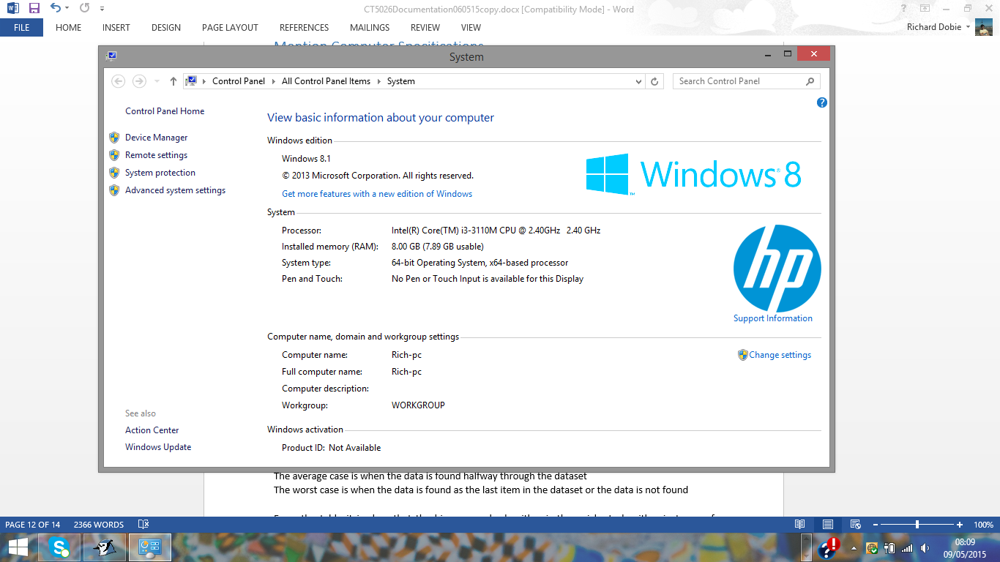 CT5026Documentation060515copy.docx [Compatibility Mode] - Word
FILE HOME INSERT DESIGN PAGE LAYOUT REFERENCES MAILINGS REVIEW VIEW
Richard Dobie
Mention Computer Specifications
System
Control Panel All Control Panel Items System
Search Control Panel
Control Panel Home
Device Manager
Remote settings
System protection
Advanced system settings
See also
Action Center
Windows Update
View basic information about your computer
Windows edition
Windows 8.1
© 2013 Microsoft Corporation. All rights reserved.
Get more features with a new edition of Windows
Windows® 8
System
Processor: Intel(R) Core(TM) i3-3110M CPU @ 2.40GHz 2.40 GHz
Installed memory (RAM): 8.00 GB (7.89 GB usable)
System type: 64-bit Operating System, x64-based processor
Pen and Touch: No Pen or Touch Input is available for this Display
hp
Support Information
Computer name, domain and workgroup settings
Computer name: Rich-pc
Change settings
Full computer name: Rich-pc
Computer description:
Workgroup: WORKGROUP
Windows activation
Product ID: Not Available
The average case is when the data is found halfway through the dataset
The worst case is when the data is found as the last item in the dataset or the data is not found
PAGE 12 OF 14 2366 WORDS
100%
08:09
09/05/2015